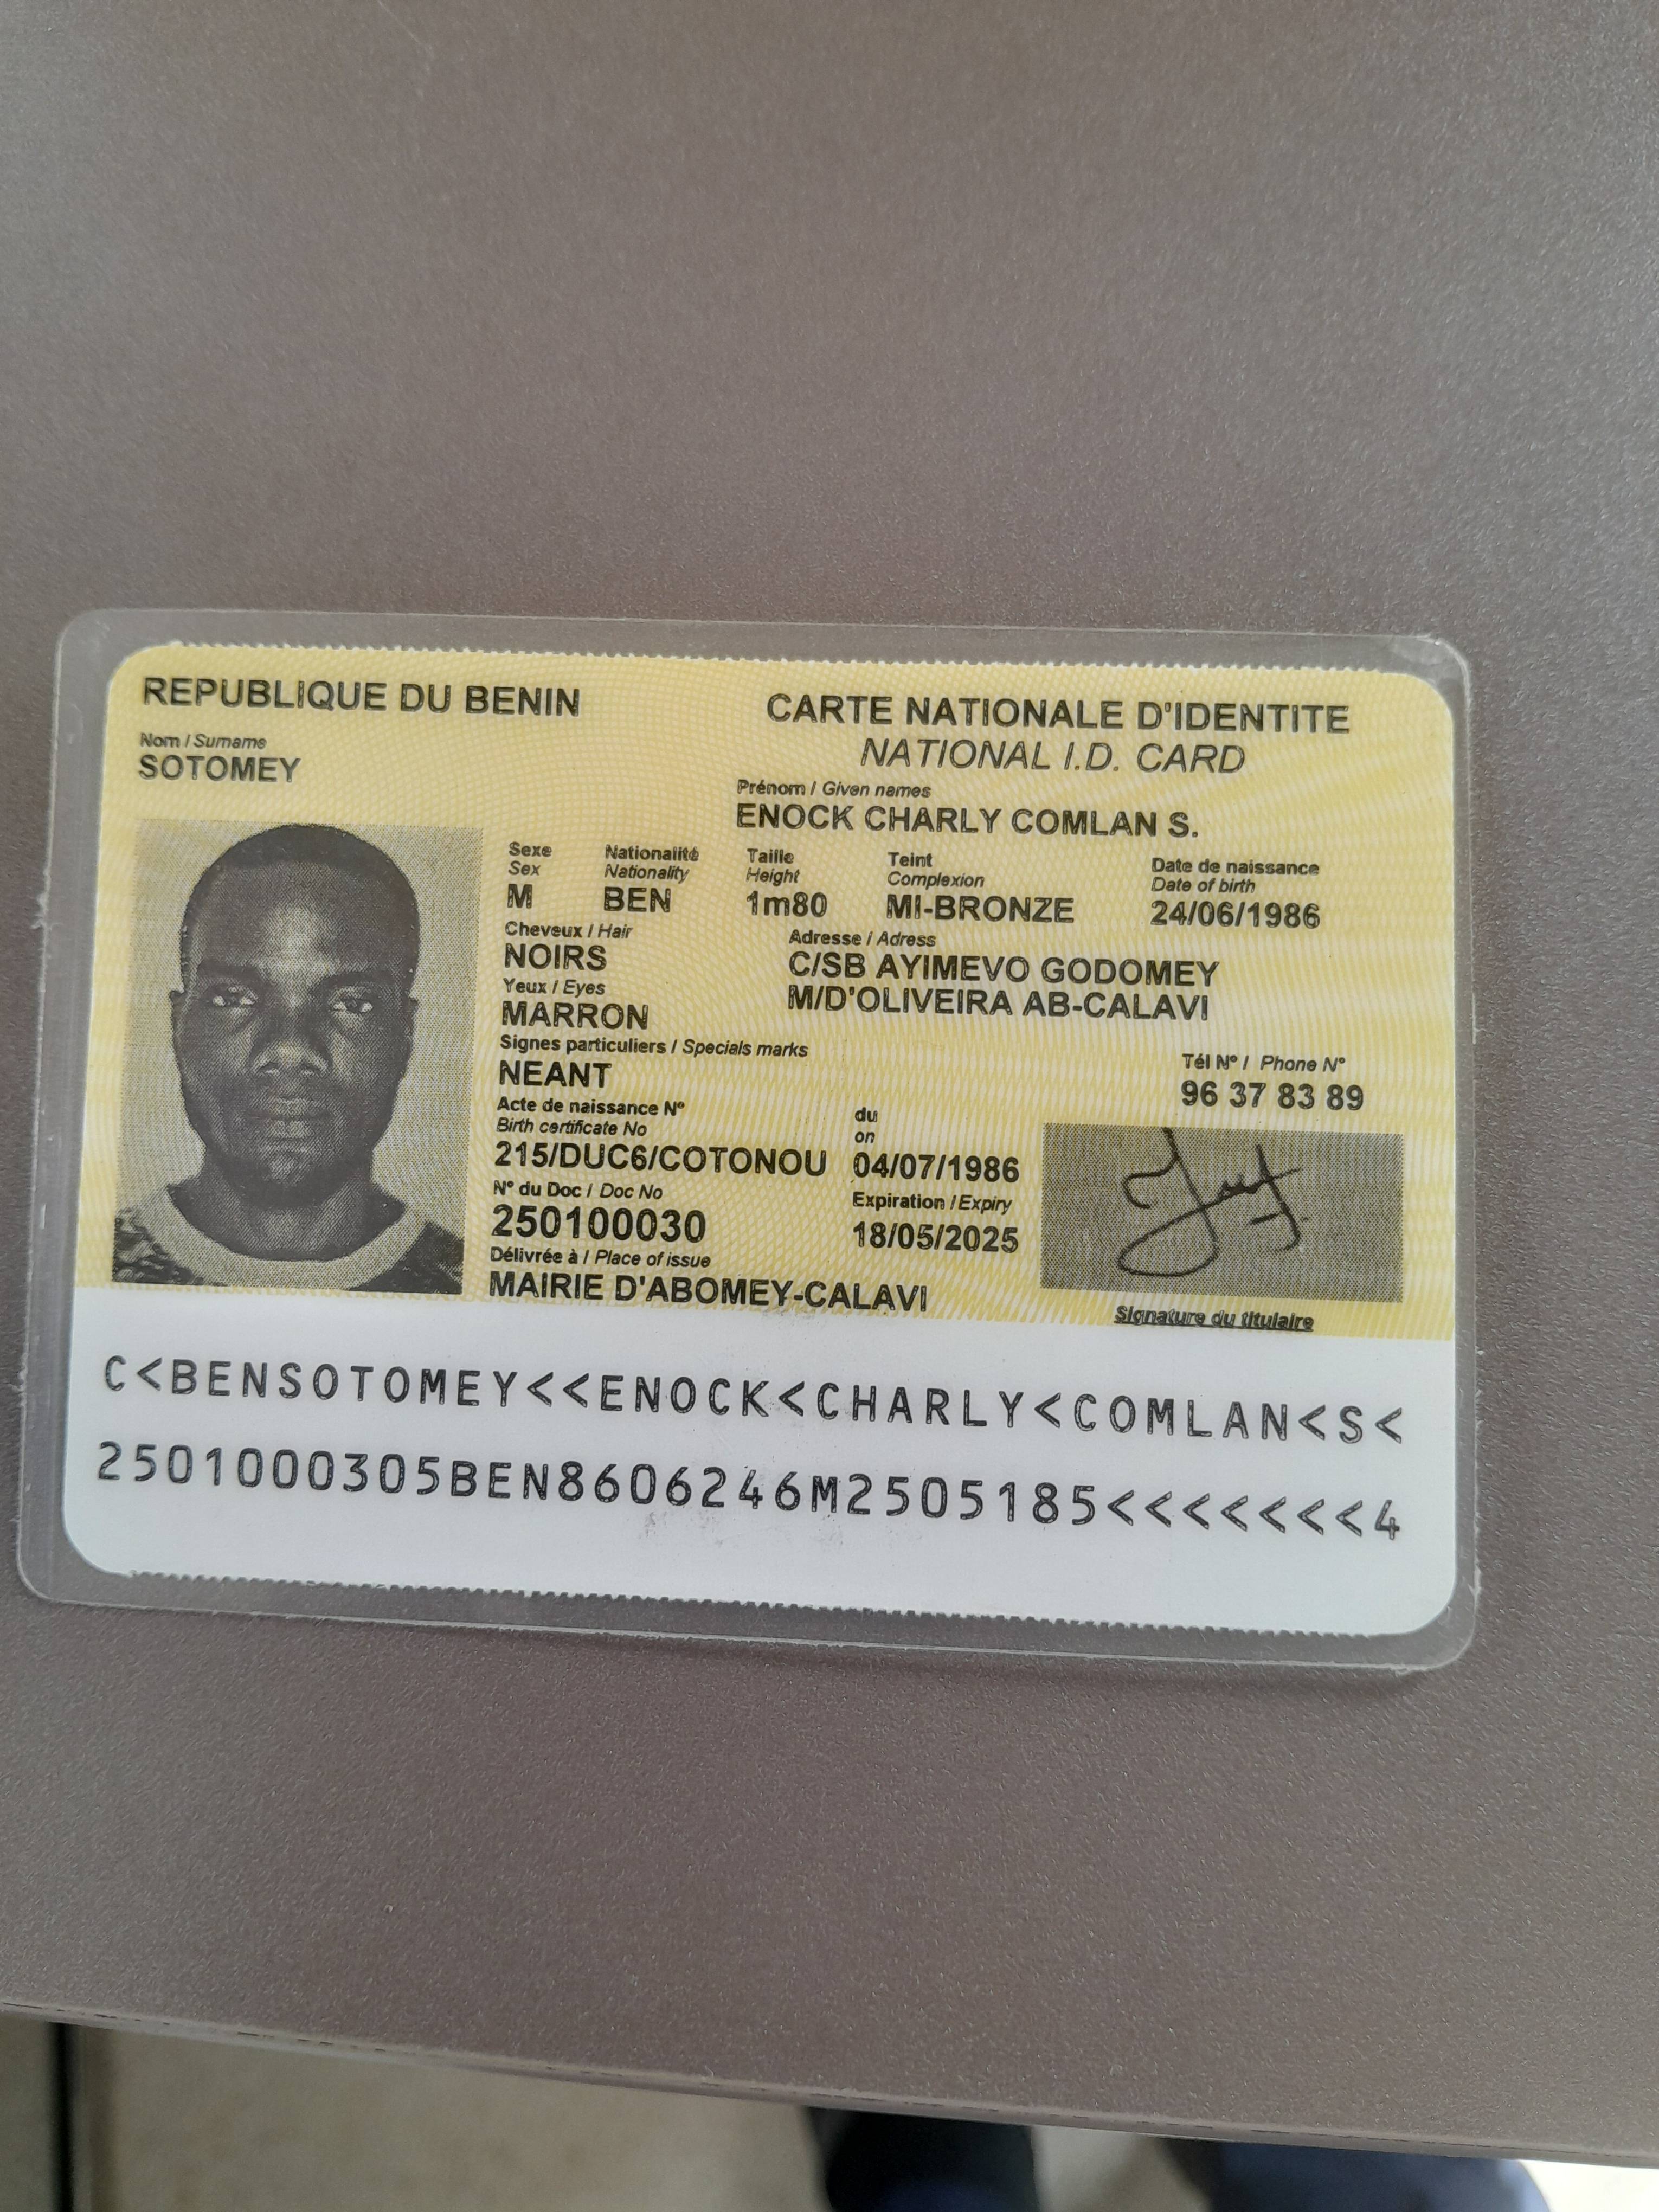 REPUBLIQUE DU BENIN
CARTE NATIONALE D'IDENTITE
NATIONAL I.D. CARD
Nom / Surname
SOTOMEY
Prénom / Given names
ENOCK CHARLY COMLAN S.
Sexe Nationalité Taille Teint Date de naissance
Sex Nationality Height Complexion Date of birth
M BEN 1m80 MI-BRONZE 24/06/1986
Cheveux / Hair Adresse / Adress
NOIRS C/SB AYIMEVO GODOMEY
Yeux / Eyes M/D'OLIVEIRA AB-CALAVI
MARRON
Signes particuliers / Specials marks Tél N° / Phone N°
NEANT 96 37 83 89
Acte de naissance N° du
Birth certificate No on
215/DUC6/COTONOU 04/07/1986
N° du Doc / Doc No Expiration / Expiry
250100030 18/05/2025
Délivrée à / Place of issue
MAIRIE D'ABOMEY-CALAVI
Signature du titulaire
C<BENSOTOMEY<<ENOCK<CHARLY<COMLAN<S<
2501000305BEN8606246M2505185<<<<<<<4